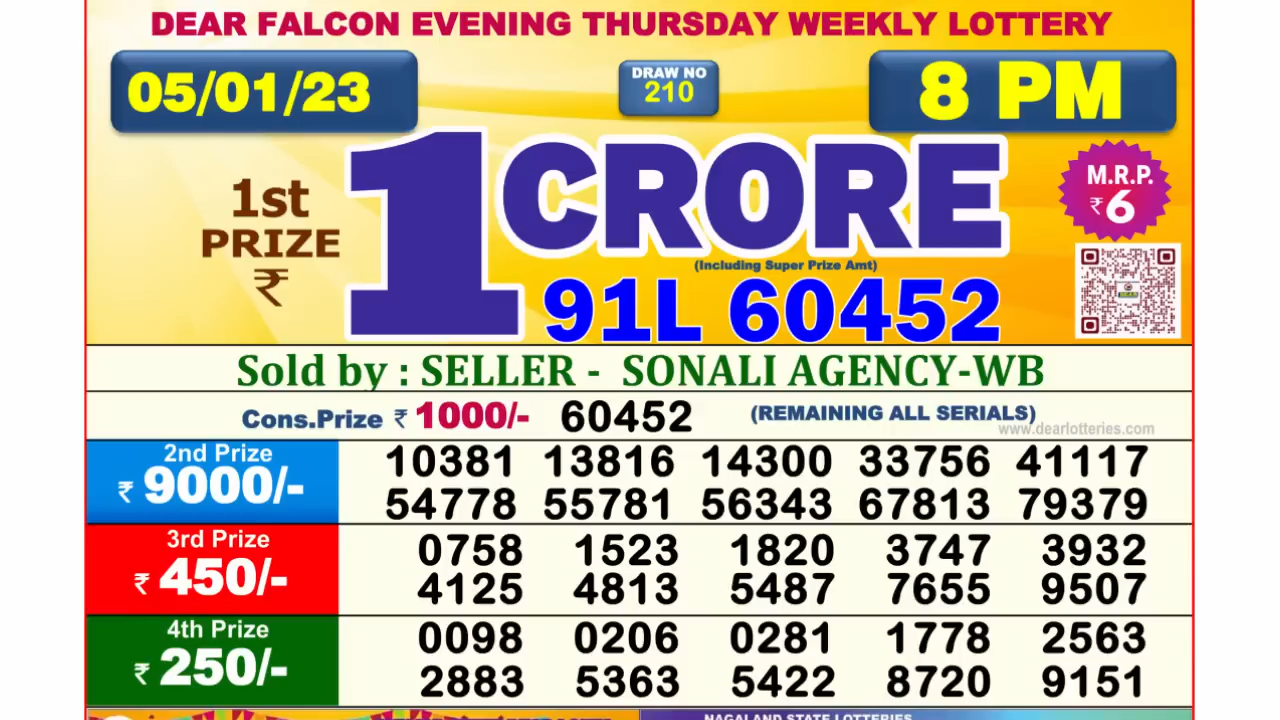 DEAR FALCON EVENING THURSDAY WEEKLY LOTTERY
05/01/23
DRAW NO
210
8 PM
1st
PRIZE
₹
1 CRORE
(Including Super Prize Amt)
91L 60452
M.R.P.
₹6
Sold by : SELLER - SONALI AGENCY-WB
Cons.Prize ₹ 1000/- 60452 (REMAINING ALL SERIALS)
www.dearlotteries.com
2nd Prize
₹ 9000/-
10381 13816 14300 33756 41117
54778 55781 56343 67813 79379
3rd Prize
₹ 450/-
0758 1523 1820 3747 3932
4125 4813 5487 7655 9507
4th Prize
₹ 250/-
0098 0206 0281 1778 2563
2883 5363 5422 8720 9151
NAGALAND STATE LOTTERIES